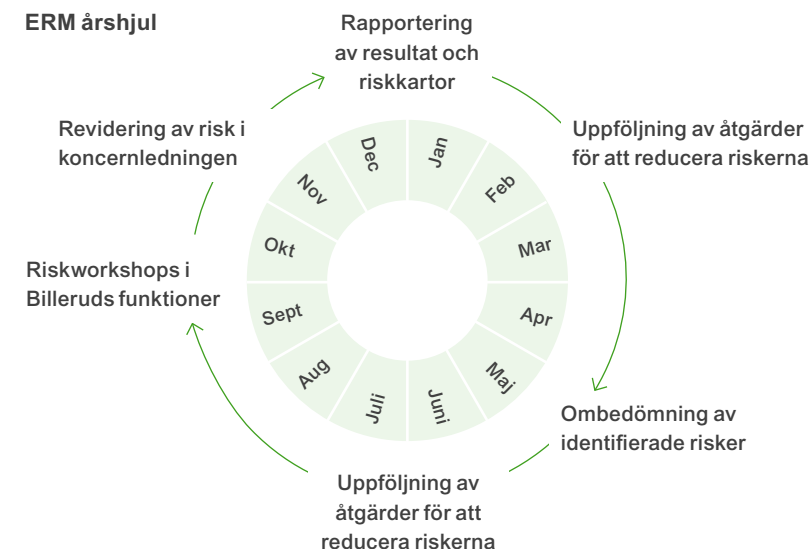 ERM årshjul
Rapportering
av resultat och
riskkartor
Uppföljning av åtgärder
för att reducera riskerna
Ombedömning av
identifierade risker
Uppföljning av
åtgärder för att
reducera riskerna
Riskworkshops i
Billeruds funktioner
Revidering av risk i
koncernledningen
Jan
Feb
Mar
Apr
Maj
Juni
Juli
Aug
Sept
Okt
Nov
Dec